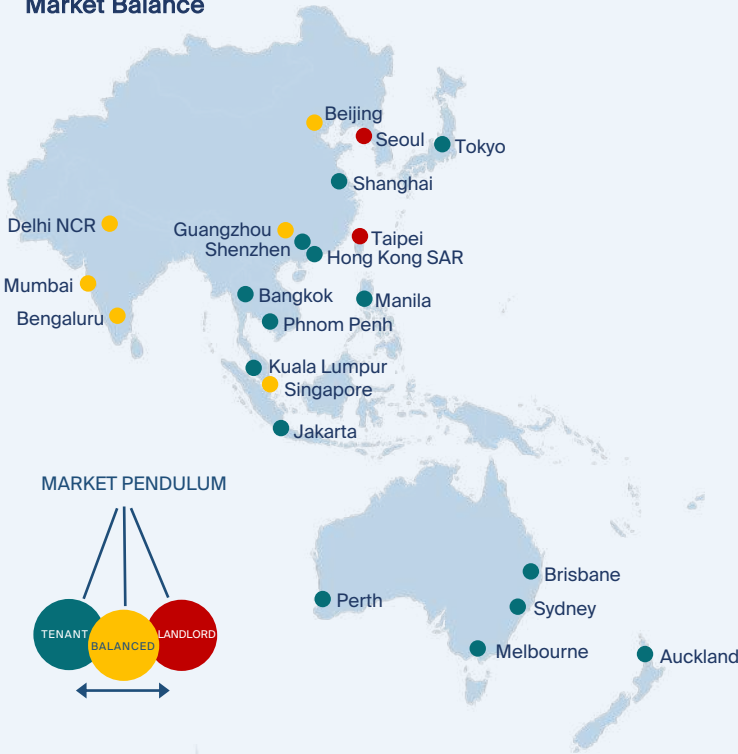 Market Balance
Beijing
Seoul
Tokyo
Shanghai
Delhi NCR
Guangzhou
Taipei
Shenzhen
Hong Kong SAR
Mumbai
Bangkok
Manila
Bengaluru
Phnom Penh
Kuala Lumpur
Singapore
Jakarta
MARKET PENDULUM
Brisbane
Perth
Sydney
TENANT
LANDLORD
BALANCED
Melbourne
Auckland